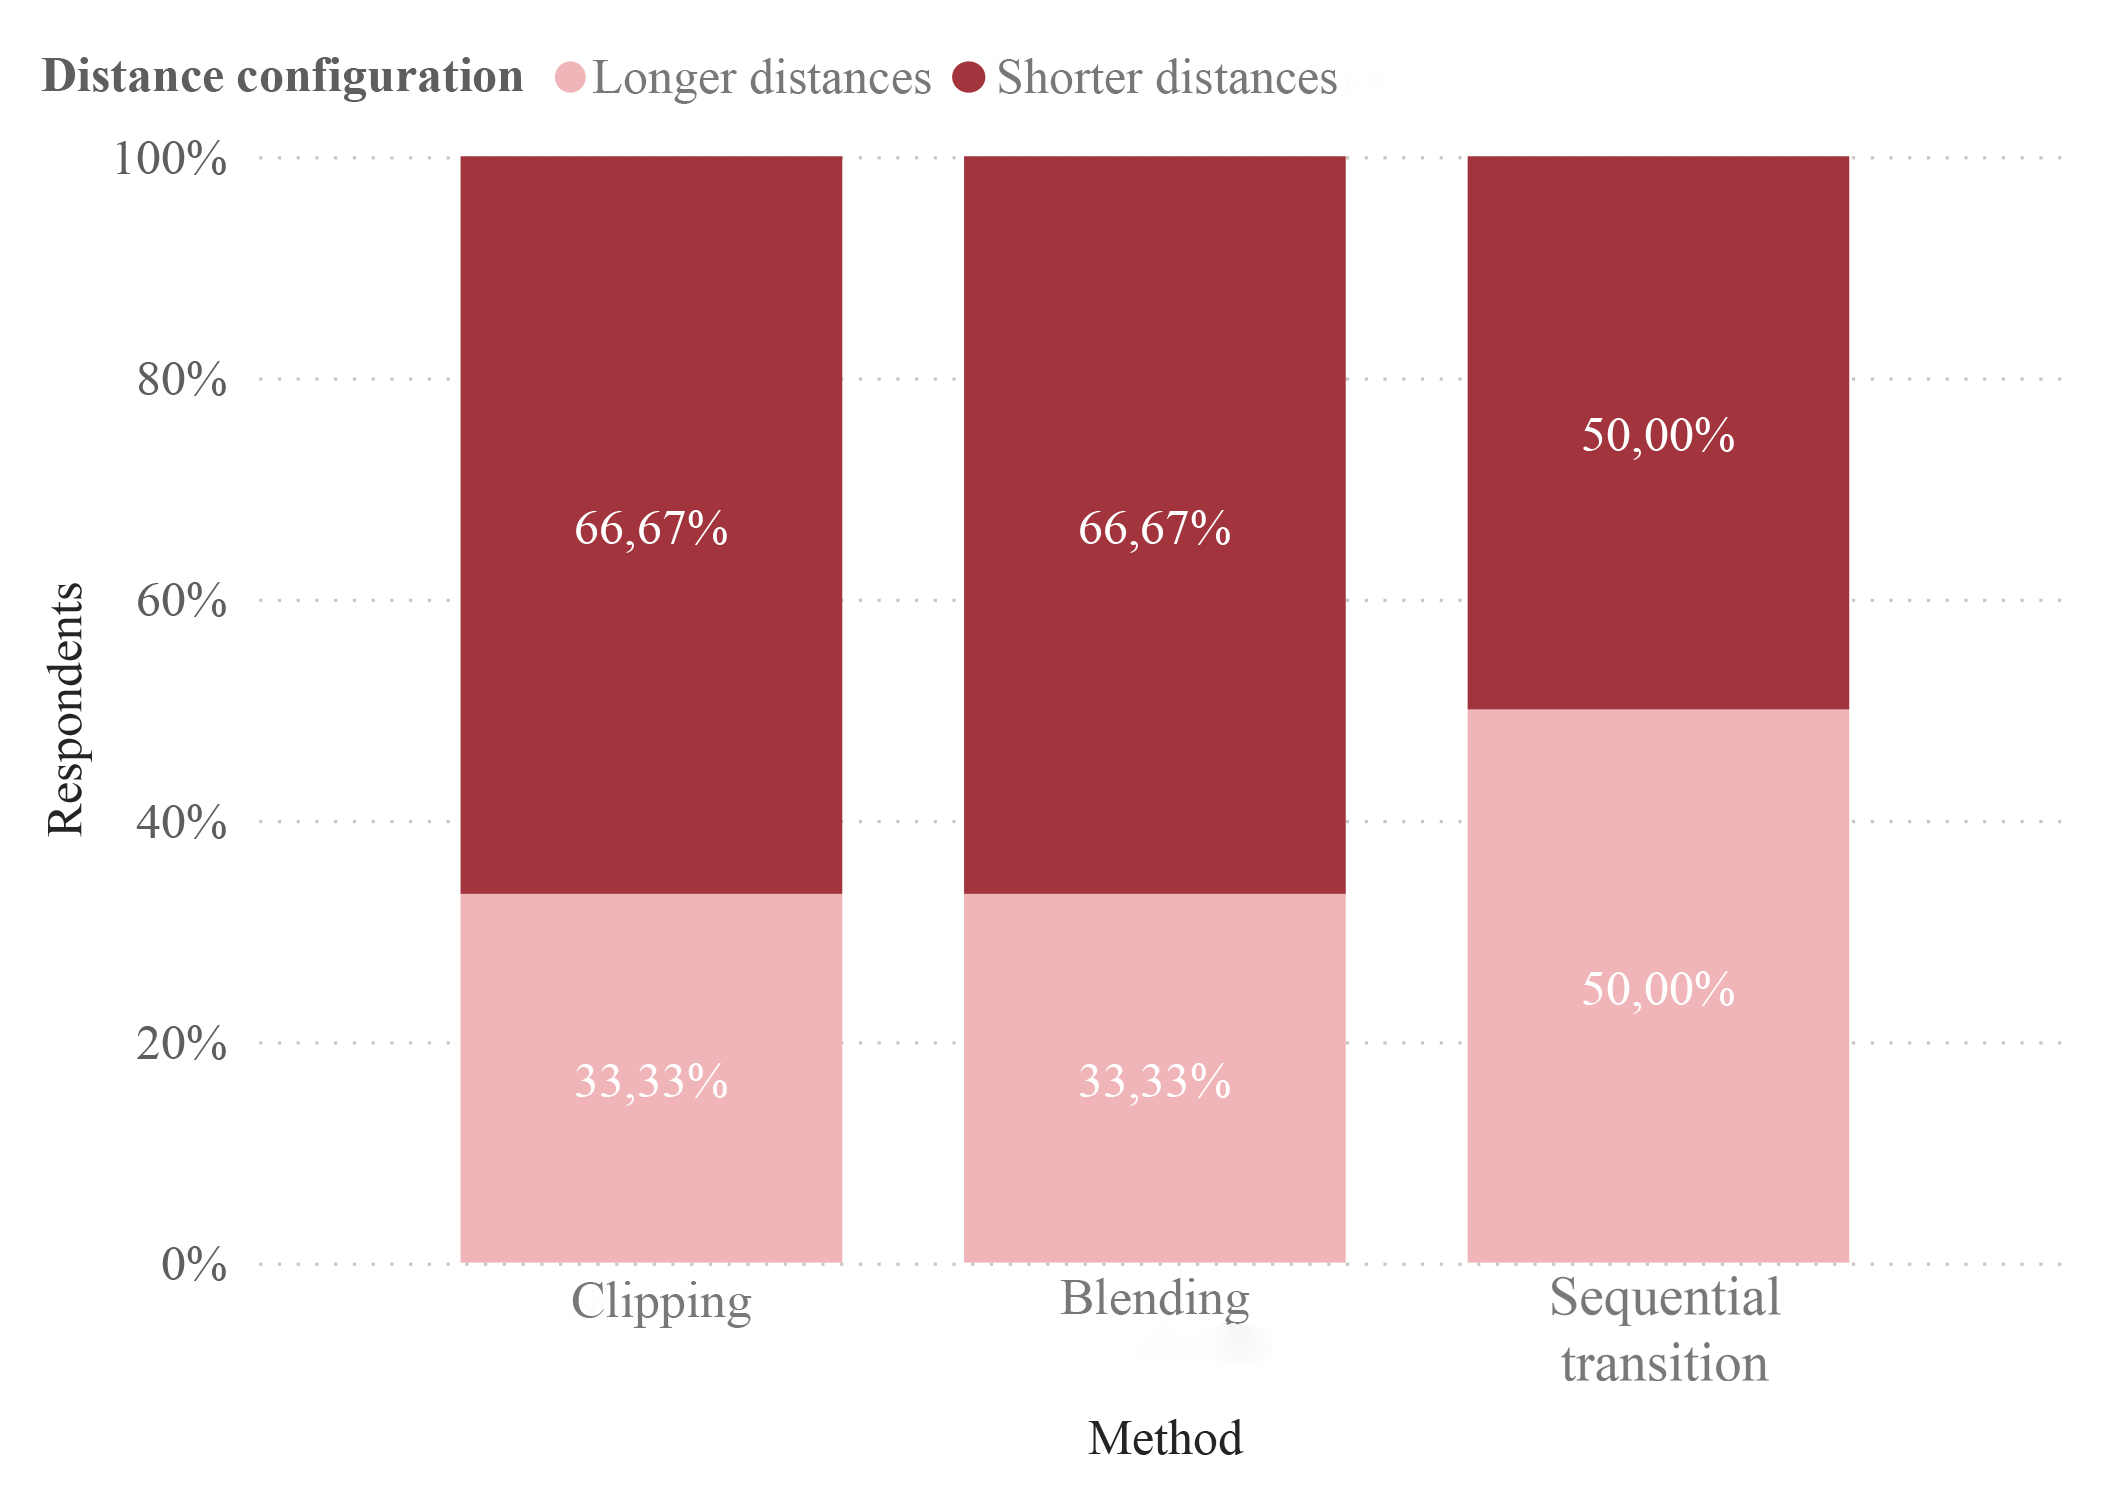 Distance configuration Longer distances Shorter distances
100%
80%
60%
40%
20%
0%
Respondents
66,67%
33,33%
66,67%
33,33%
50,00%
50,00%
Clipping
Blending
Sequential
transition
Method